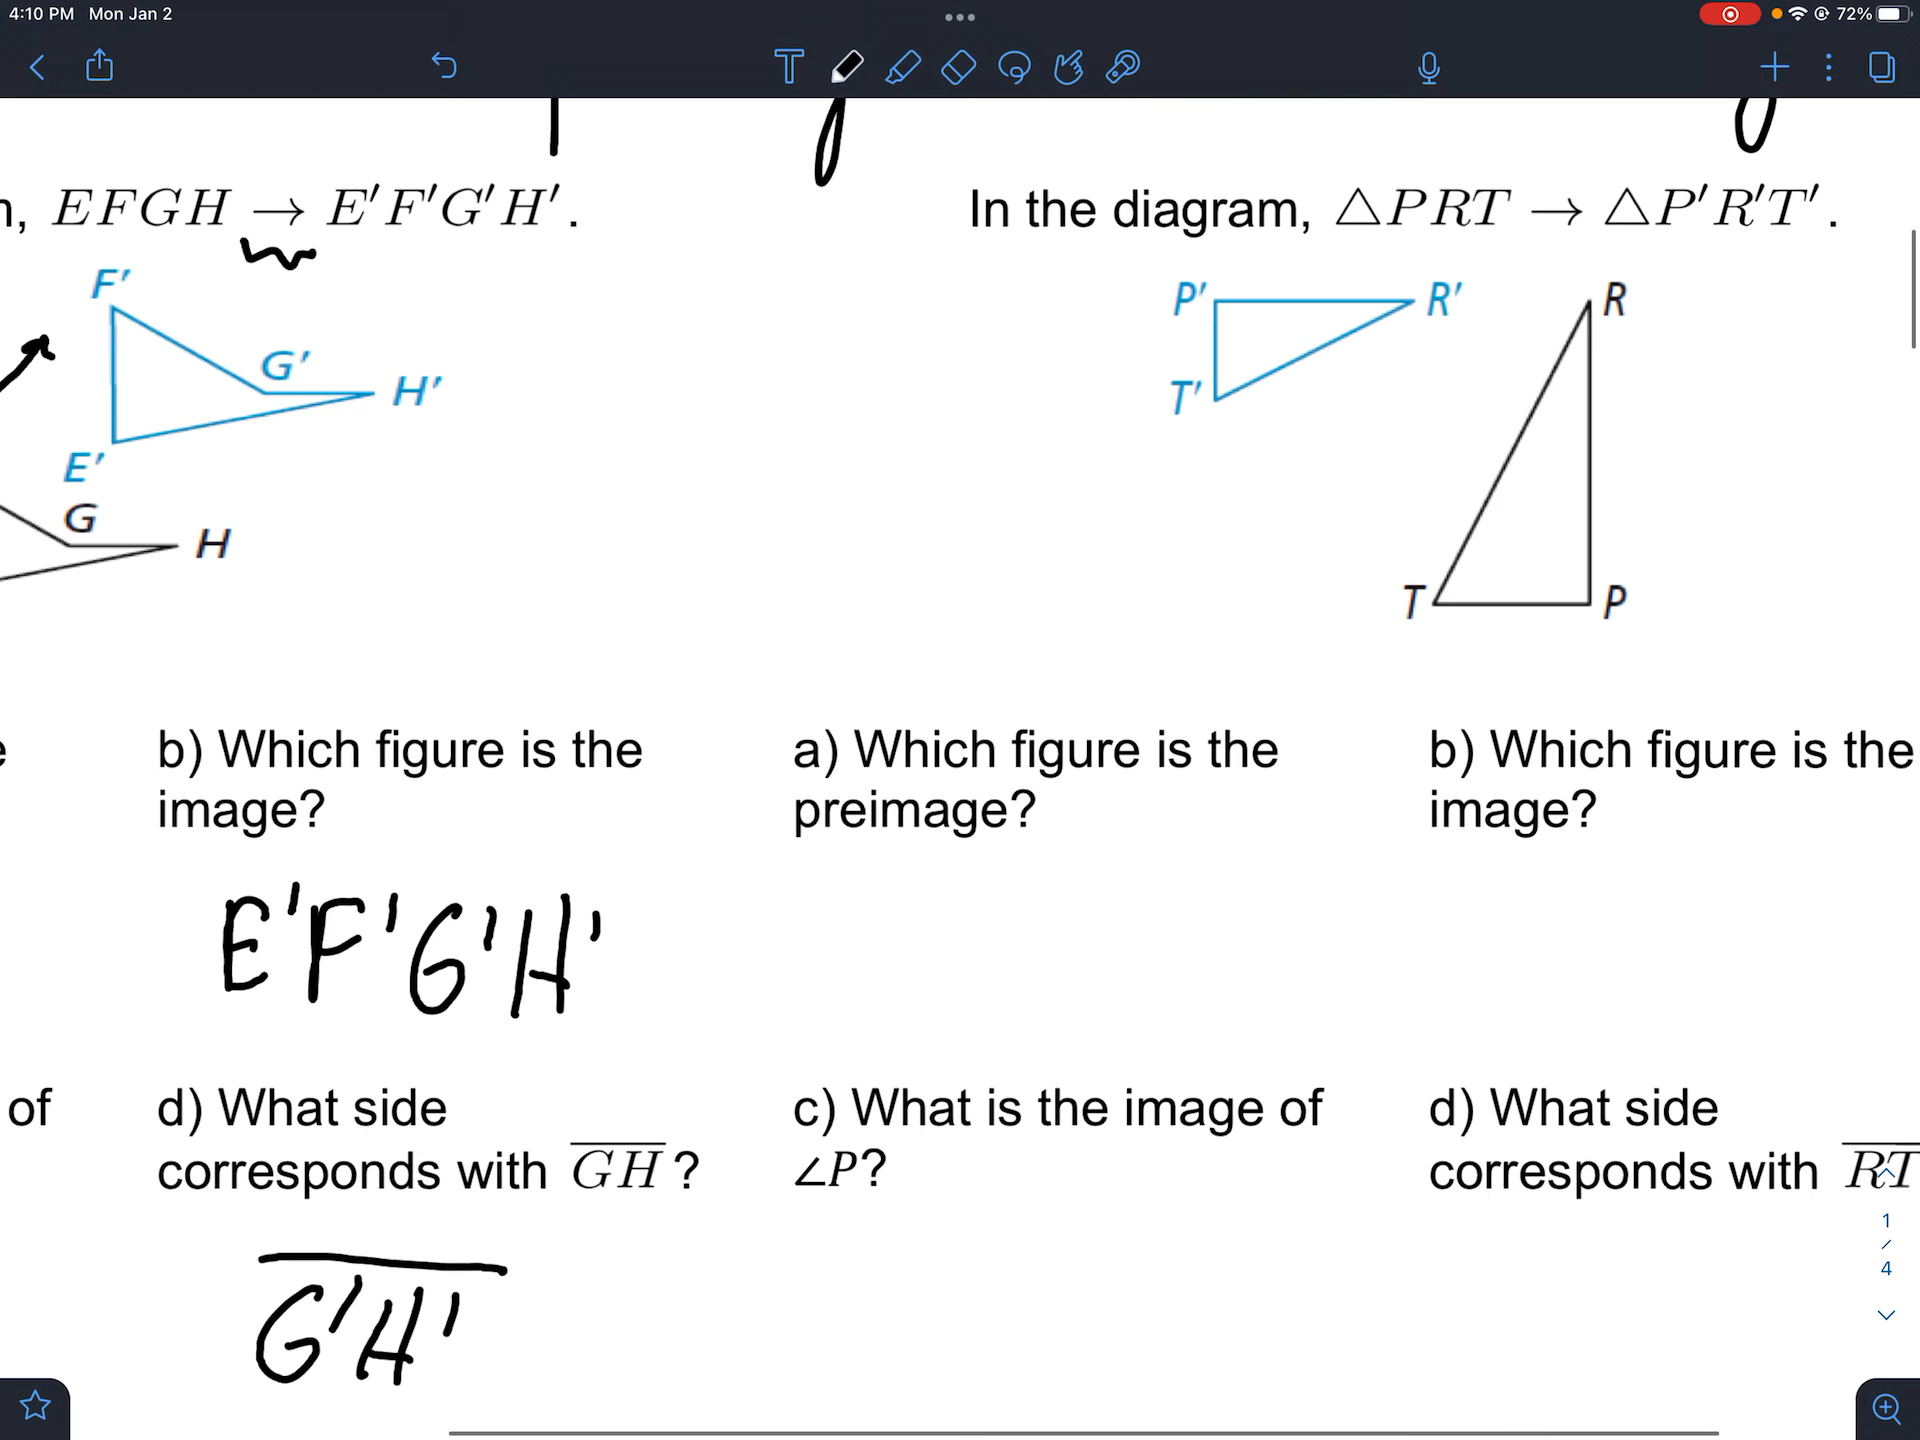 4:10 PM Mon Jan 2
72%
n, EFGH → E'F'G'H'.
F'
G'
H'
E'
G
H
b) Which figure is the
image?
E'F'G'H'
of
d) What side
corresponds with GH?
G'H'
In the diagram, △PRT → △P'R'T'.
P'
R'
T'
R
T
P
a) Which figure is the
preimage?
b) Which figure is the
image?
c) What is the image of
∠P?
d) What side
corresponds with RT
1
/
4